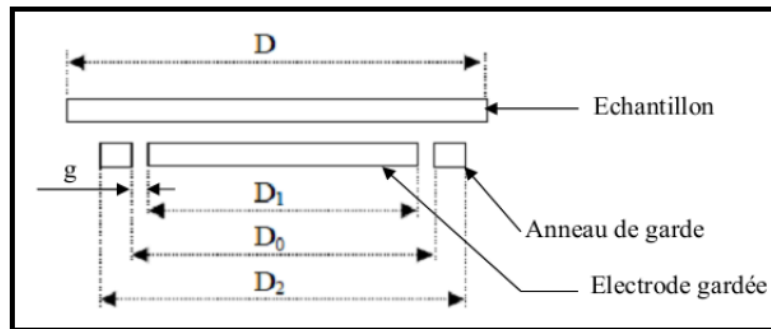 D
Echantillon
g
D₁
Anneau de garde
D₀
Electrode gardée
D₂